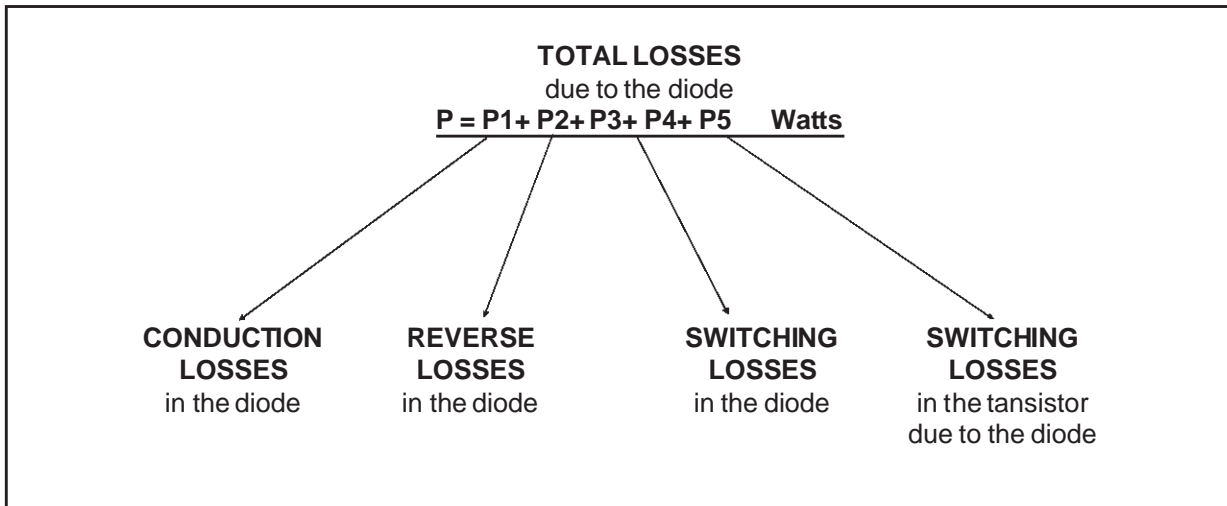 TOTAL LOSSES
due to the diode
P = P1+ P2+ P3+ P4+ P5 Watts
CONDUCTION
LOSSES
in the diode
REVERSE
LOSSES
in the diode
SWITCHING
LOSSES
in the diode
SWITCHING
LOSSES
in the tansistor
due to the diode